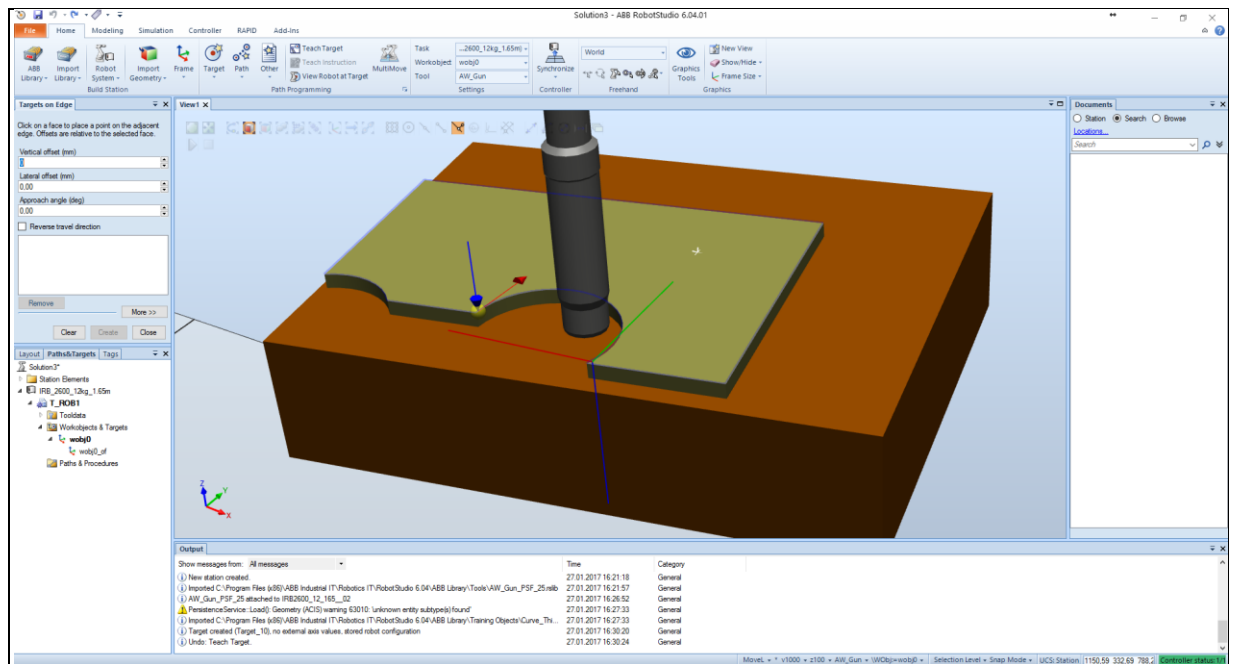 Solution3 - ABB RobotStudio 6.04.01
File Home Modeling Simulation Controller RAPID Add-Ins
ABB Library Import Library Robot System Import Geometry Frame Target Path Other
Teach Target
Teach Instruction
View Robot at Target
MultiMove
Task ...2600_12kg_1.65m)
Workobject wobj0
Tool AW_Gun
Synchronize
World
Graphics Tools
New View
Show/Hide
Frame Size
Build Station Path Programming Settings Controller Freehand Graphics
Targets on Edge
Click on a face to place a point on the adjacent
edge. Offsets are relative to the selected face.
Vertical offset (mm)
0
Lateral offset (mm)
0,00
Approach angle (deg)
0,00
Reverse travel direction
Remove
More >>
Clear Create Close
Layout Paths&Targets Tags
Solution3*
Station Elements
IRB_2600_12kg_1.65m
T_ROB1
Tooldata
Workobjects & Targets
wobj0
wobj0_of
Paths & Procedures
View1
Z
Y
X
Documents
Station Search Browse
Locations...
Search
Output
Show messages from: All messages Time Category
New station created. 27.01.2017 16:21:18 General
Imported C:\Program Files (x86)\ABB Industrial IT\Robotics IT\RobotStudio 6.04\ABB Library\Tools\AW_Gun_PSF_25.rslib 27.01.2017 16:21:57 General
AW_Gun_PSF_25 attached to IRB2600_12_165__02 27.01.2017 16:26:52 General
PersistenceService::Load(): Geometry (ACIS) warning 63010: 'unknown entity subtype(s) found' 27.01.2017 16:27:33 General
Imported C:\Program Files (x86)\ABB Industrial IT\Robotics IT\RobotStudio 6.04\ABB Library\Training Objects\Curve_Thi... 27.01.2017 16:27:33 General
Target created (Target_10), no external axis values, stored robot configuration 27.01.2017 16:30:20 General
Undo: Teach Target. 27.01.2017 16:30:24 General
MoveL * v1000 z100 AW_Gun \WObj:=wobj0 Selection Level Snap Mode UCS: Station 1150,59 332,69 788,2 Controller status: 1/1